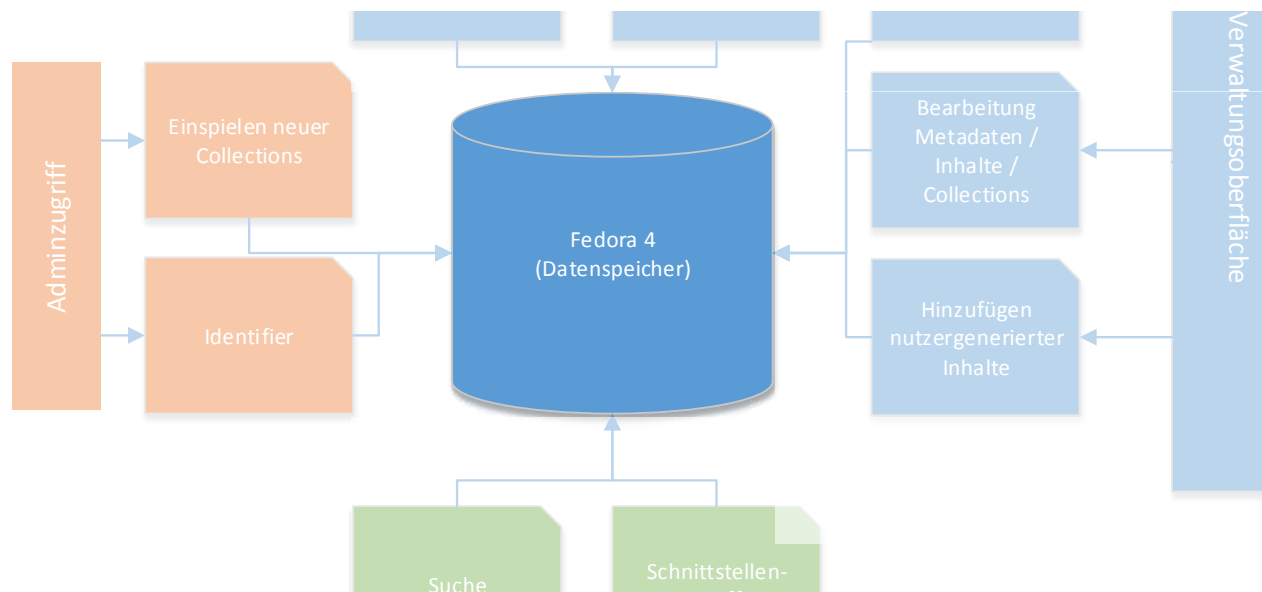 Adminzugriff
Einspielen neuer
Collections
Identifier
Fedora 4
(Datenspeicher)
Bearbeitung
Metadaten /
Inhalte /
Collections
Hinzufügen
nutzergenerierter
Inhalte
Verwaltungsoberfläche
Suche
Schnittstellen-